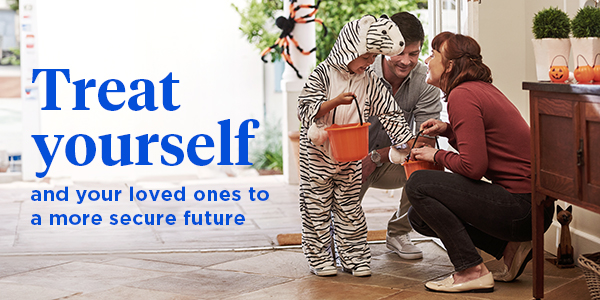 Treat
yourself
and your loved ones to
a more secure future